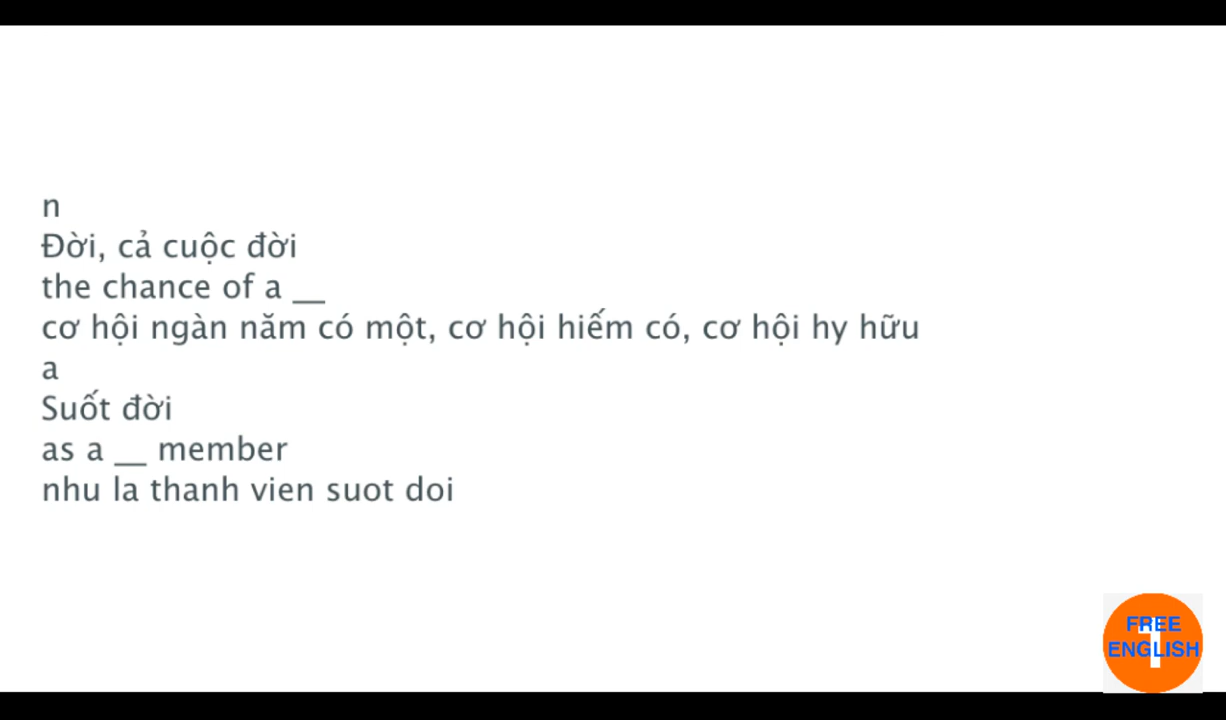 n
Đời, cả cuộc đời
the chance of a __
cơ hội ngàn năm có một, cơ hội hiếm có, cơ hội hy hữu
a
Suốt đời
as a __ member
nhu la thanh vien suot doi
FREE
1
ENGLISH